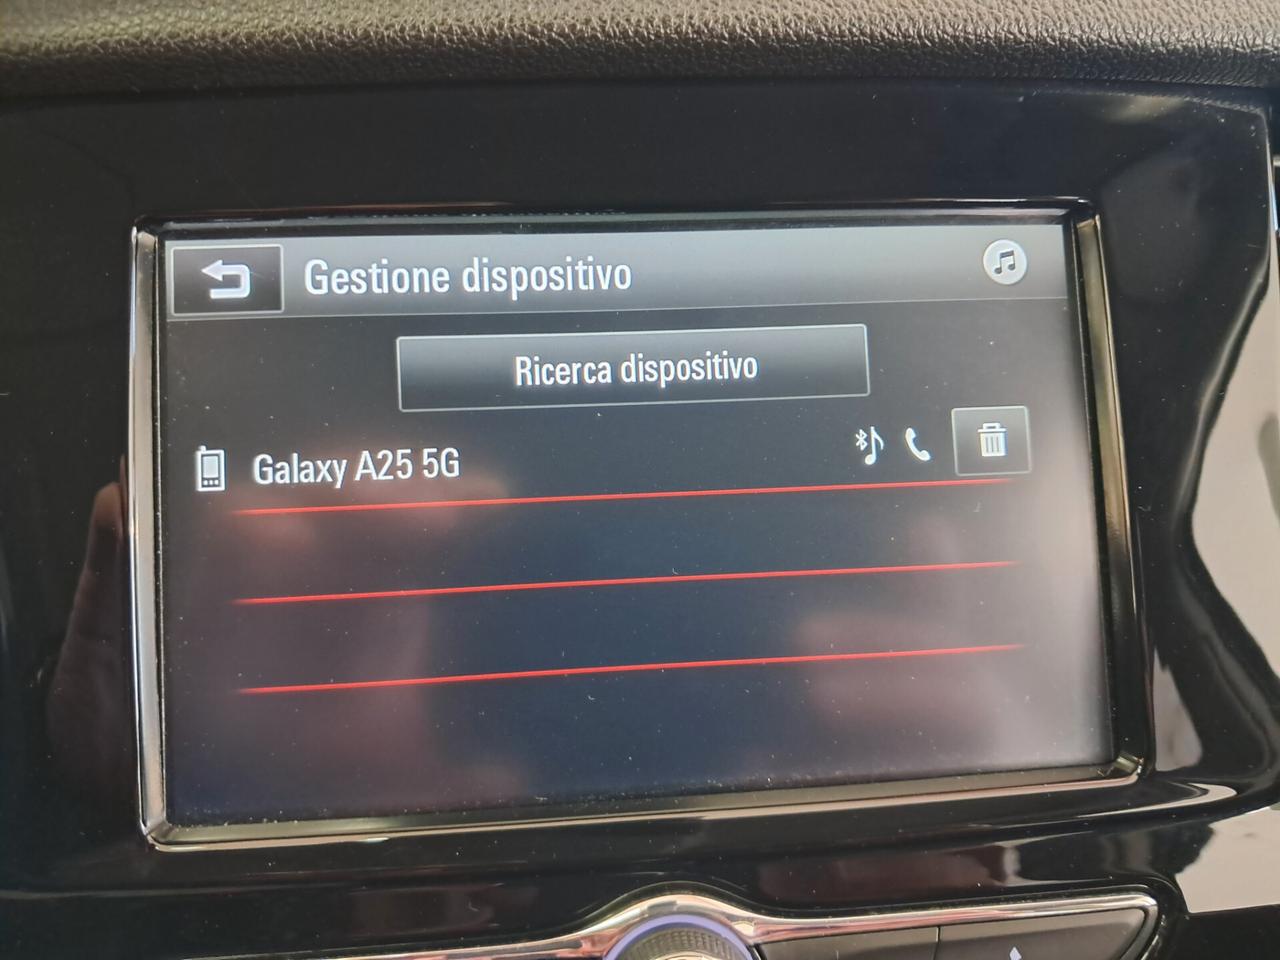 Gestione dispositivo
Ricerca dispositivo
Galaxy A25 5G